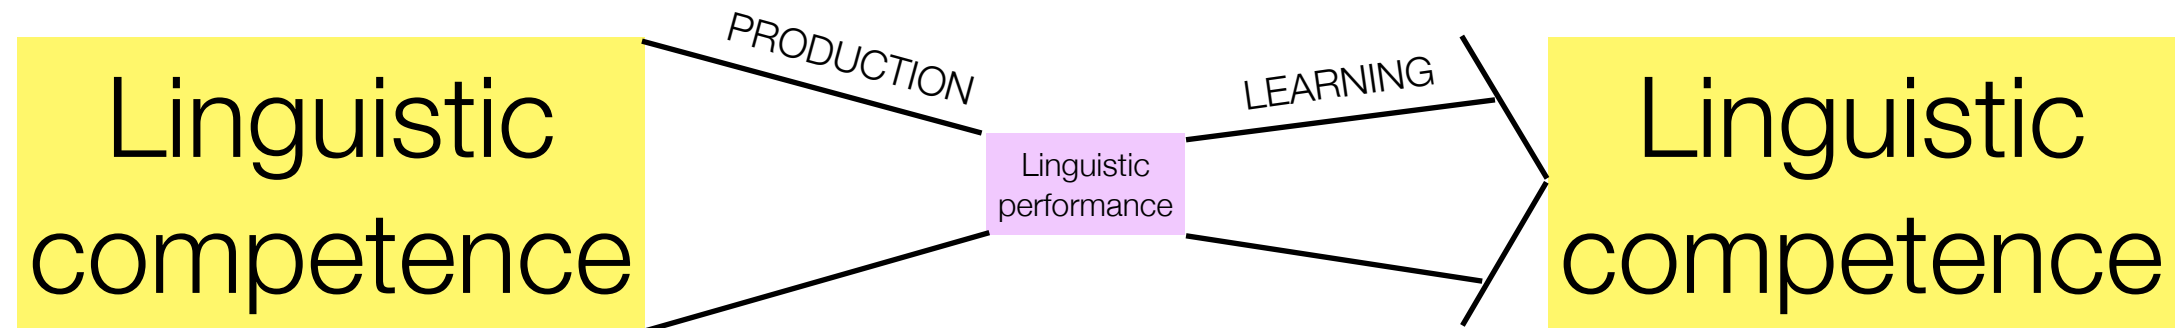 Linguistic
competence
PRODUCTION
Linguistic
performance
LEARNING
Linguistic
competence